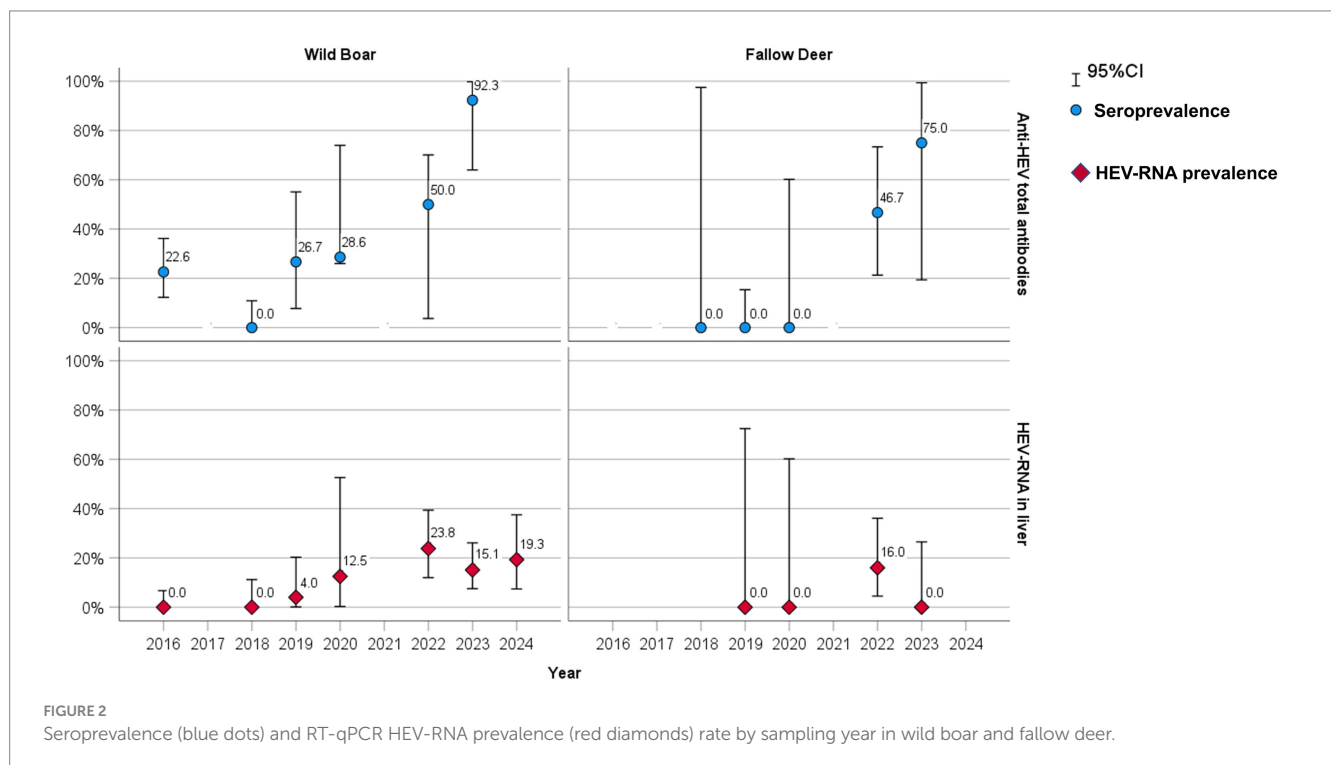 Wild Boar
Fallow Deer
100%
80%
60%
40%
20%
0%
22.6
0.0
26.7
28.6
50.0
92.3
0.0
0.0
0.0
46.7
75.0
Anti-HEV total antibodies
95%CI
Seroprevalence
HEV-RNA prevalence
100%
80%
60%
40%
20%
0%
0.0
0.0
4.0
12.5
23.8
15.1
19.3
0.0
0.0
16.0
0.0
HEV-RNA in liver
2016 2017 2018 2019 2020 2021 2022 2023 2024
2016 2017 2018 2019 2020 2021 2022 2023 2024
Year
FIGURE 2
Seroprevalence (blue dots) and RT-qPCR HEV-RNA prevalence (red diamonds) rate by sampling year in wild boar and fallow deer.